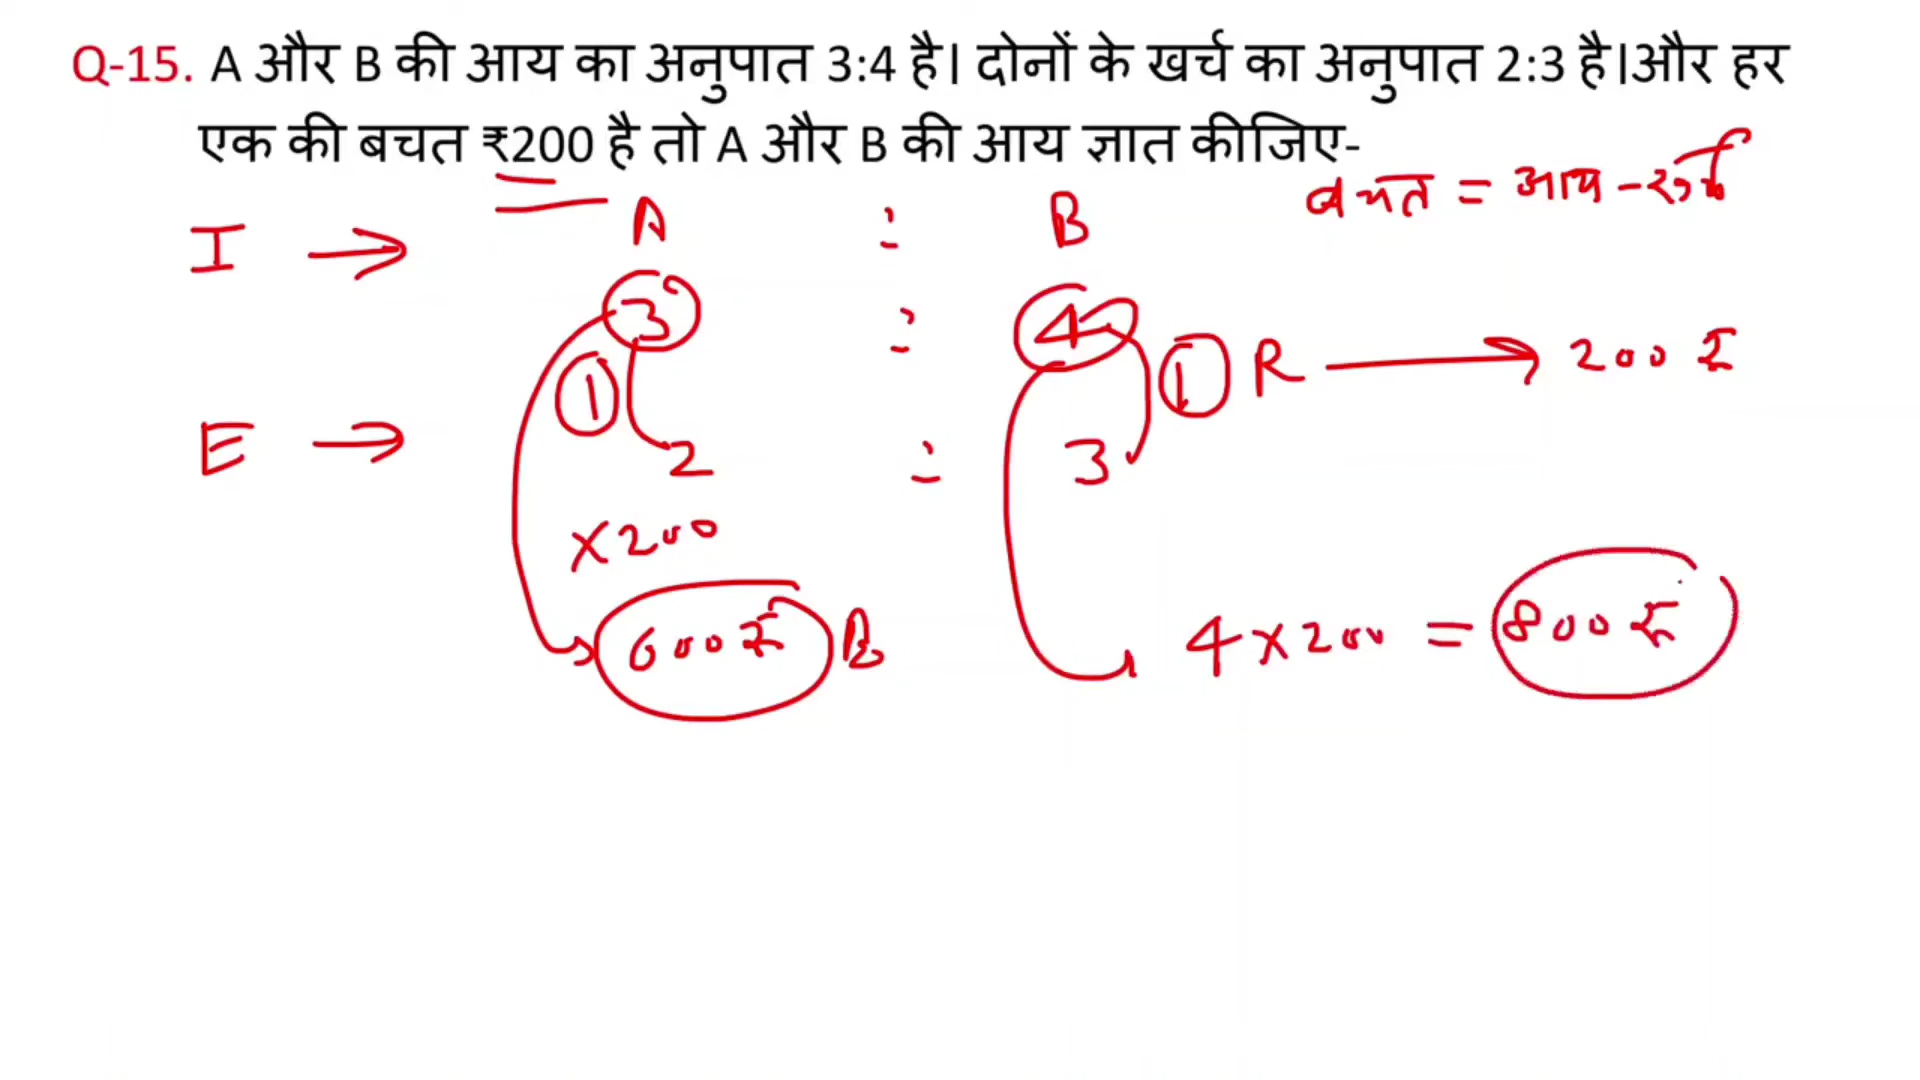 Q-15. A और B की आय का अनुपात 3:4 है। दोनों के खर्च का अनुपात 2:3 है।और हर
एक की बचत ₹200 है तो A और B की आय ज्ञात कीजिए-
बचत = आय - खर्च
I → A : B
3 : 4
1 1 R → 200 रु
E → 2 : 3
×200
600 रु B 4×200 = 800 रु